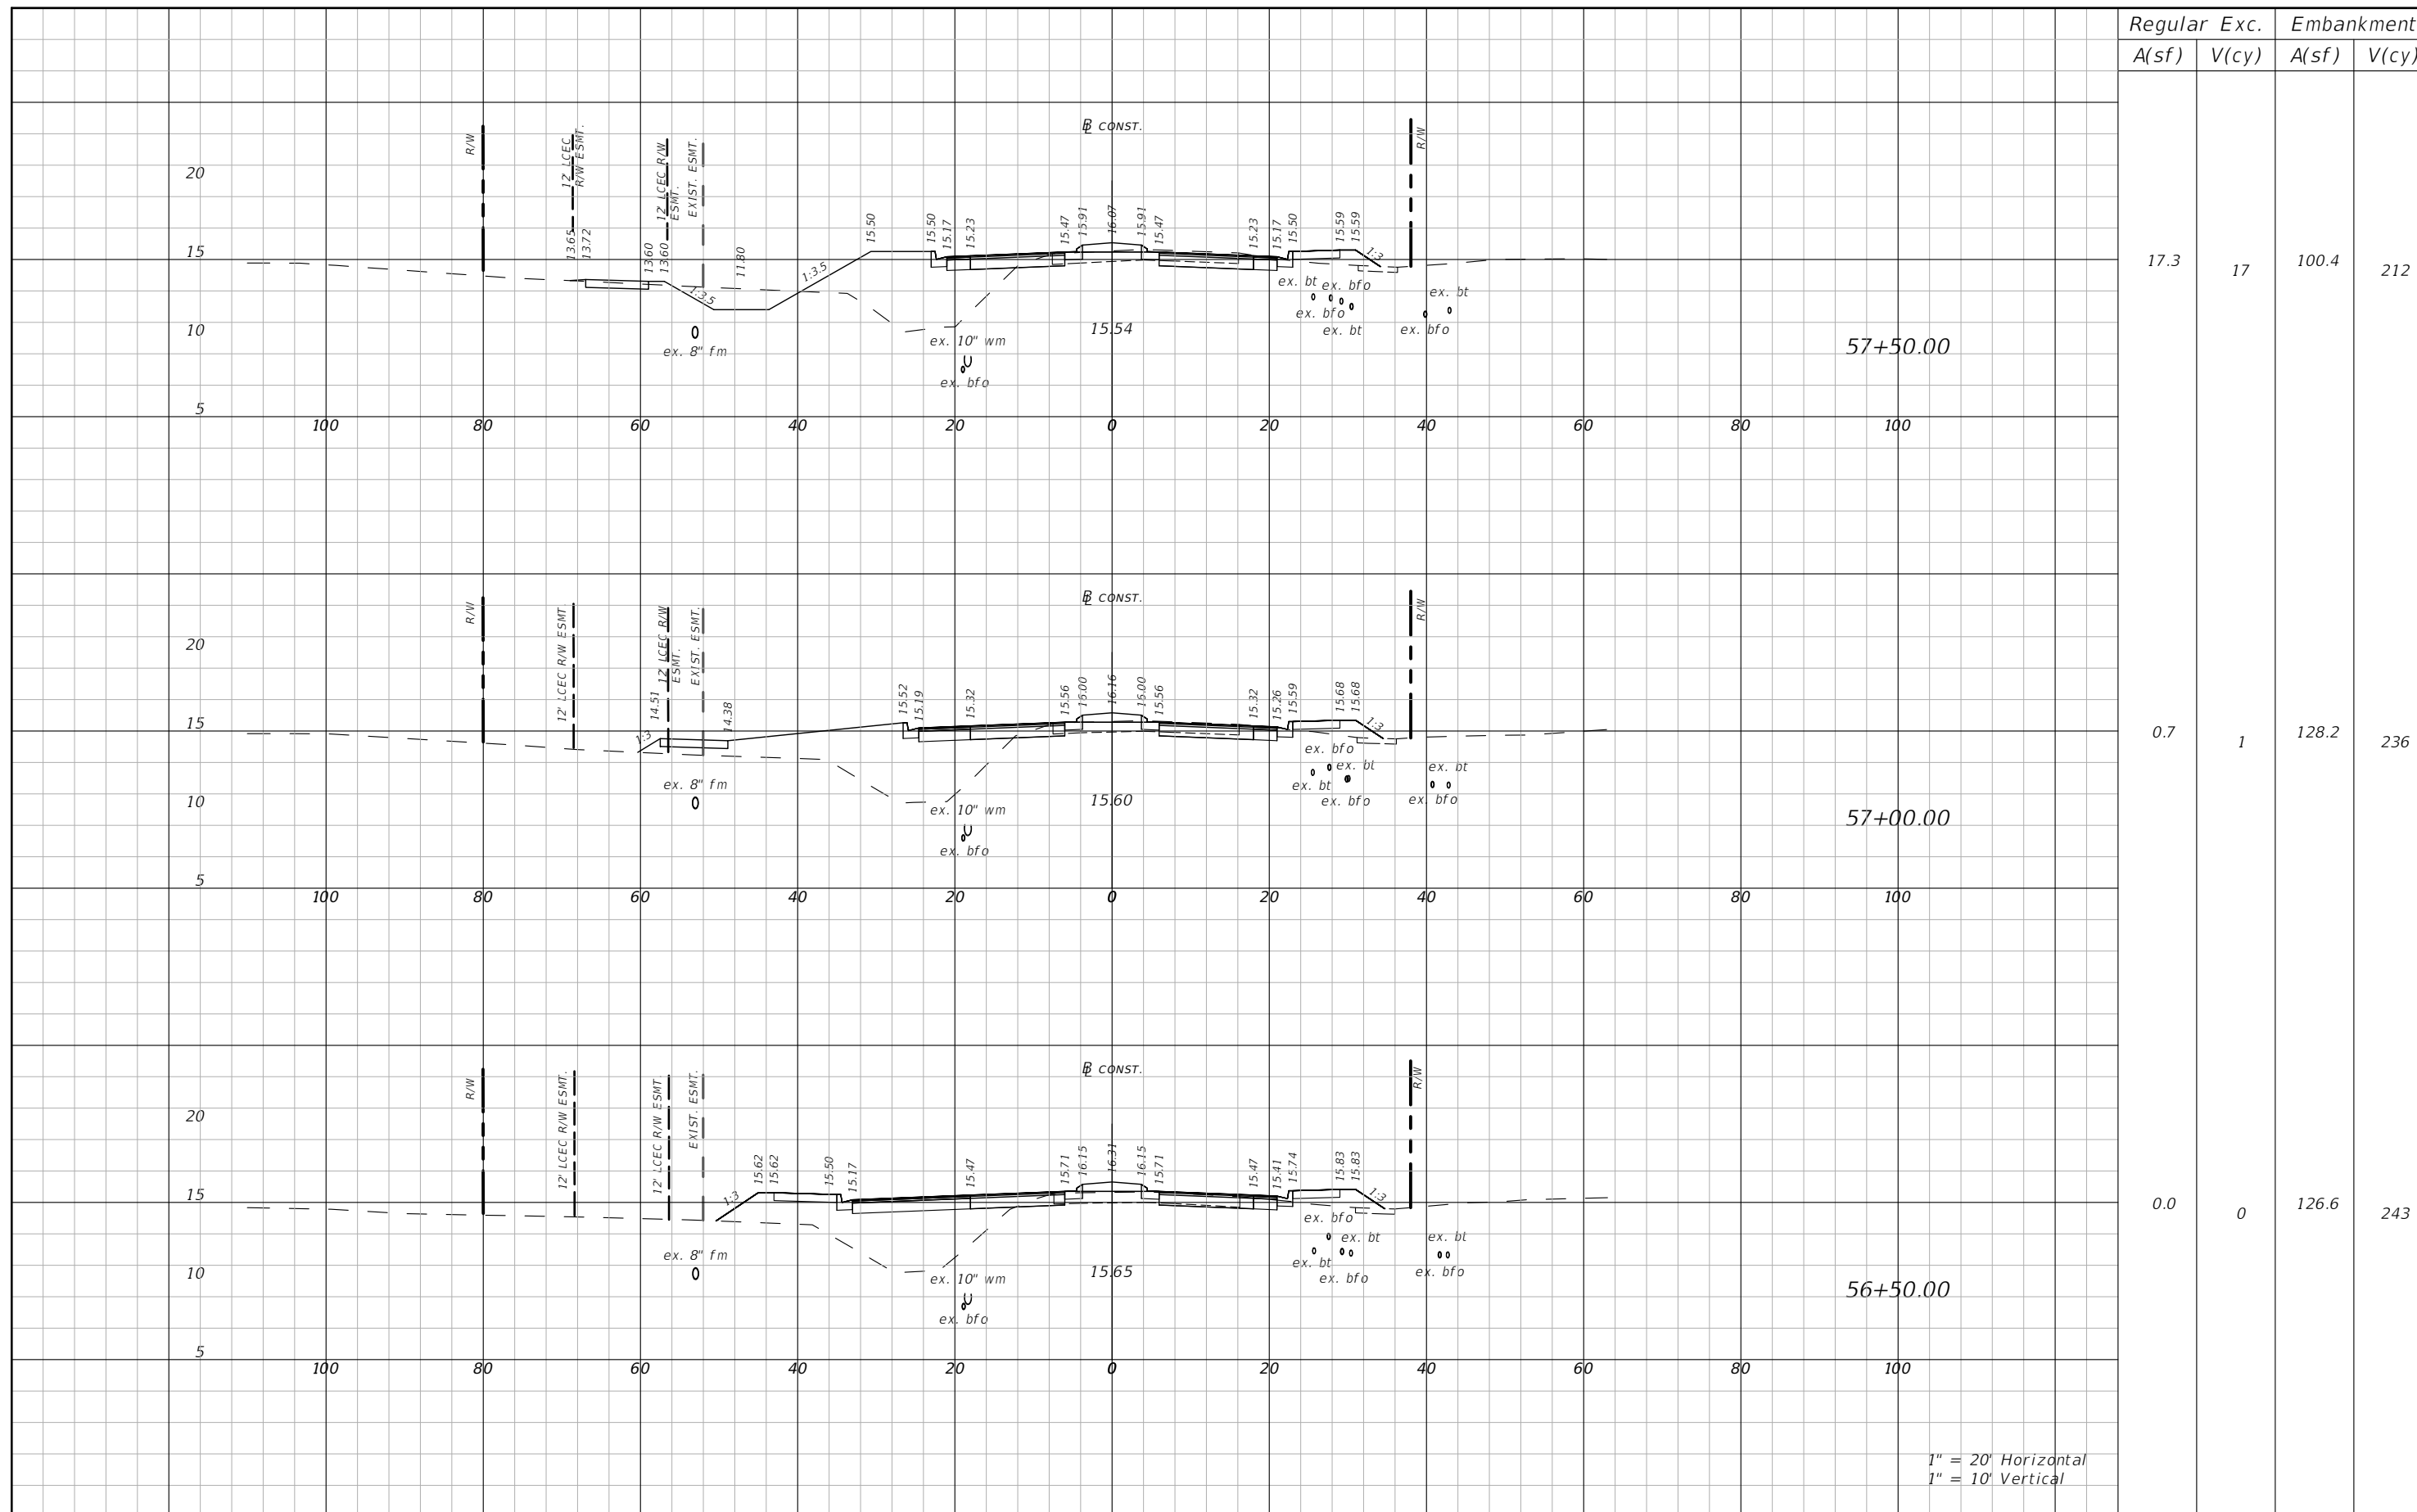 Regular Exc. Embankment
A(sf) V(cy) A(sf) V(cy)
R/W
12' LCEC
R/W ESMT.
12' LCEC R/W
ESMT.
EXIST. ESMT.
℄ CONST.
R/W
20
15
10
5
13.65
13.72
13.60
13.60
1:3.5
11.80
1:3.5
15.50
15.50
15.17
15.23
15.47
15.91
16.07
15.91
15.47
15.23
15.17
15.50
15.59
15.59
1:3
17.3 17 100.4 212
ex. bt ex. bfo
ex. bfo
ex. bt
ex. bt
ex. bfo
ex. 8" fm
ex. 10" wm
ex. bfo
15.54
57+50.00
100 80 60 40 20 0 20 40 60 80 100
R/W
12' LCEC R/W ESMT.
12' LCEC R/W
ESMT.
EXIST. ESMT.
℄ CONST.
R/W
20
15
10
5
1:3
14.51
14.38
15.52
15.19
15.32
15.56
16.00
16.16
16.00
15.56
15.32
15.26
15.59
15.68
15.68
1:3
0.7 1 128.2 236
ex. bfo
ex. bt
ex. bt
ex. bfo
ex. bt
ex. bfo
ex. 8" fm
ex. 10" wm
ex. bfo
15.60
57+00.00
100 80 60 40 20 0 20 40 60 80 100
R/W
12' LCEC R/W ESMT.
12' LCEC R/W ESMT.
EXIST. ESMT.
℄ CONST.
R/W
20
15
10
5
1:3
15.62
15.62
15.50
15.17
15.47
15.71
16.15
16.31
16.15
15.71
15.47
15.41
15.74
15.83
15.83
1:3
0.0 0 126.6 243
ex. bfo
ex. bt
ex. bt
ex. bfo
ex. bt
ex. bfo
ex. 8" fm
ex. 10" wm
ex. bfo
15.65
56+50.00
100 80 60 40 20 0 20 40 60 80 100
1" = 20' Horizontal
1" = 10' Vertical